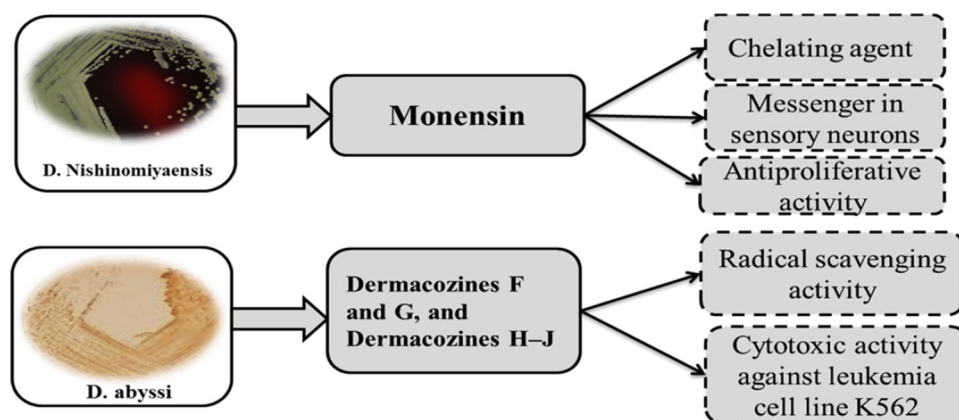 D. Nishinomiyaensis
Monensin
Chelating agent
Messenger in
sensory neurons
Antiproliferative
activity
D. abyssi
Dermacozines F
and G, and
Dermacozines H–J
Radical scavenging
activity
Cytotoxic activity
against leukemia
cell line K562